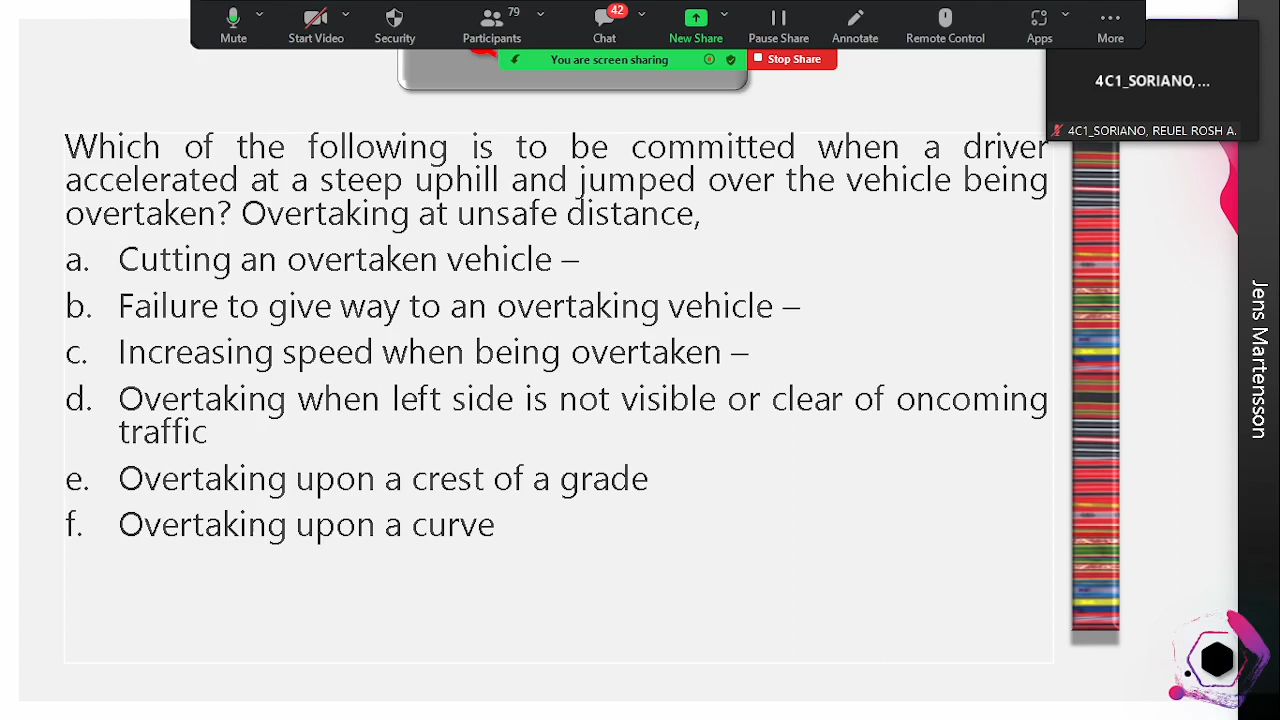 79
42
Mute
Start Video
Security
Participants
Chat
New Share
Pause Share
Annotate
Remote Control
Apps
More
You are screen sharing
Stop Share
4C1_SORIANO, ...
4C1_SORIANO, REUEL ROSH A.
Which of the following is to be committed when a driver
accelerated at a steep uphill and jumped over the vehicle being
overtaken? Overtaking at unsafe distance,
a. Cutting an overtaken vehicle –
b. Failure to give way to an overtaking vehicle –
c. Increasing speed when being overtaken –
d. Overtaking when left side is not visible or clear of oncoming
traffic
e. Overtaking upon a crest of a grade
f. Overtaking upon a curve
Jens Martensson